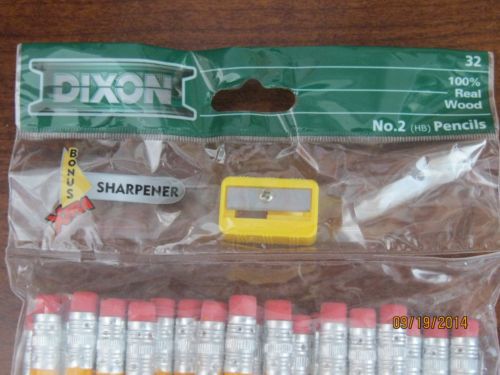 DIXON
32
100%
Real
Wood
No.2 (HB) Pencils
BONUS
SHARPENER
09/19/2014